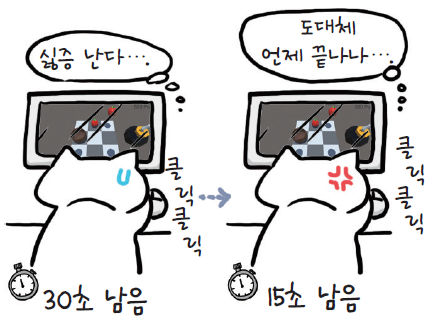 싫증 난다….
도대체
언제 끝나나….
클릭클릭
클릭클릭
30초 남음
15초 남음